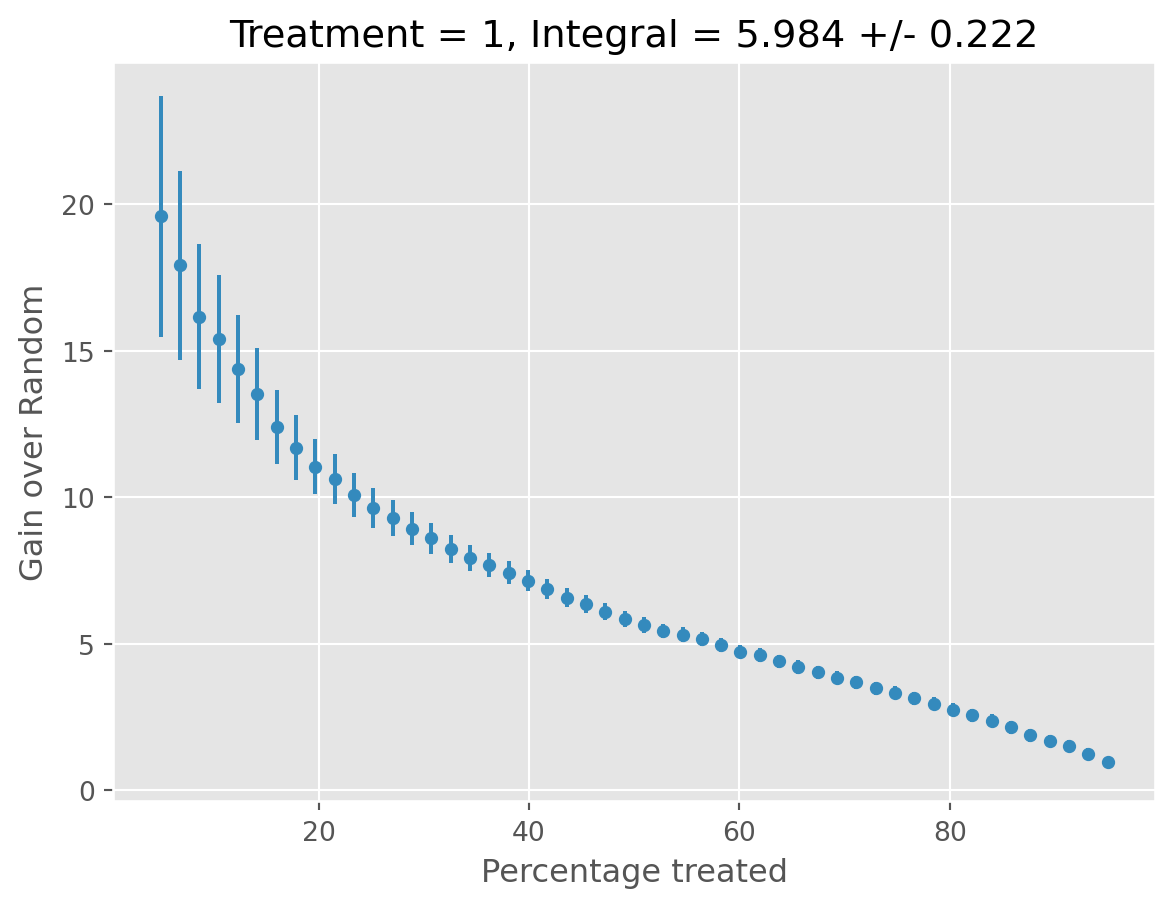 Treatment = 1, Integral = 5.984 +/- 0.222
Gain over Random
20
15
10
5
0
20 40 60 80
Percentage treated